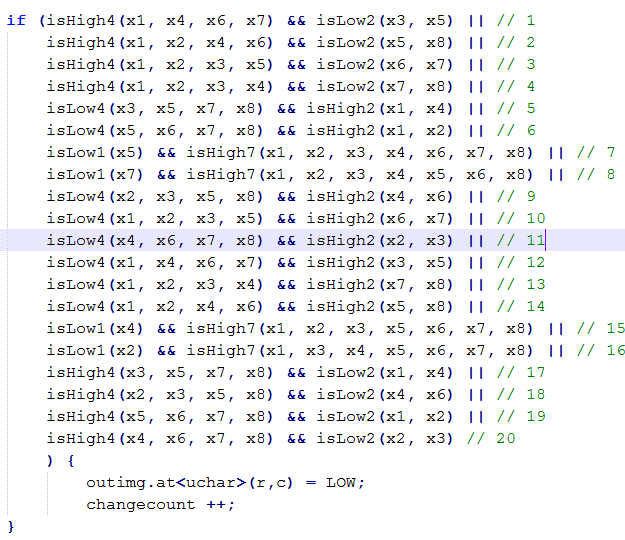 if (isHigh4(x1, x4, x6, x7) && isLow2(x3, x5) || // 1
isHigh4(x1, x2, x4, x6) && isLow2(x5, x8) || // 2
isHigh4(x1, x2, x3, x5) && isLow2(x6, x7) || // 3
isHigh4(x1, x2, x3, x4) && isLow2(x7, x8) || // 4
isLow4(x3, x5, x7, x8) && isHigh2(x1, x4) || // 5
isLow4(x5, x6, x7, x8) && isHigh2(x1, x2) || // 6
isLow1(x5) && isHigh7(x1, x2, x3, x4, x6, x7, x8) || // 7
isLow1(x7) && isHigh7(x1, x2, x3, x4, x5, x6, x8) || // 8
isLow4(x2, x3, x5, x8) && isHigh2(x4, x6) || // 9
isLow4(x1, x2, x3, x5) && isHigh2(x6, x7) || // 10
isLow4(x4, x6, x7, x8) && isHigh2(x2, x3) || // 11
isLow4(x1, x4, x6, x7) && isHigh2(x3, x5) || // 12
isLow4(x1, x2, x3, x4) && isHigh2(x7, x8) || // 13
isLow4(x1, x2, x4, x6) && isHigh2(x5, x8) || // 14
isLow1(x4) && isHigh7(x1, x2, x3, x5, x6, x7, x8) || // 15
isLow1(x2) && isHigh7(x1, x3, x4, x5, x6, x7, x8) || // 16
isHigh4(x3, x5, x7, x8) && isLow2(x1, x4) || // 17
isHigh4(x2, x3, x5, x8) && isLow2(x4, x6) || // 18
isHigh4(x5, x6, x7, x8) && isLow2(x1, x2) || // 19
isHigh4(x4, x6, x7, x8) && isLow2(x2, x3) // 20
) {
outimg.at<uchar>(r,c) = LOW;
changecount ++;
}